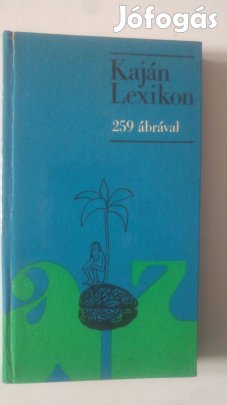 Jófogás
Kaján
Lexikon
259 ábrával
a z